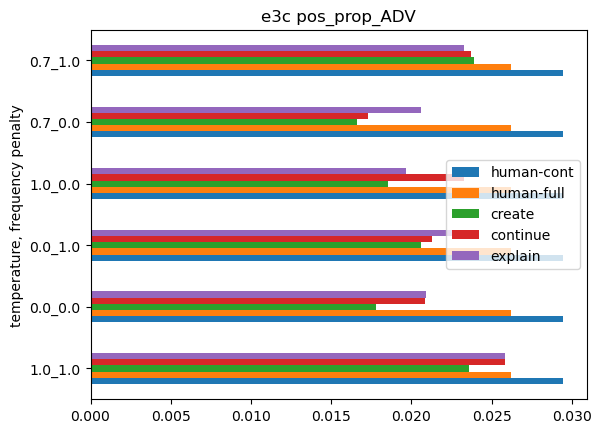 e3c pos_prop_ADV
temperature, frequency penalty
0.7_1.0
0.7_0.0
1.0_0.0
0.0_1.0
0.0_0.0
1.0_1.0
human-cont
human-full
create
continue
explain
0.000 0.005 0.010 0.015 0.020 0.025 0.030